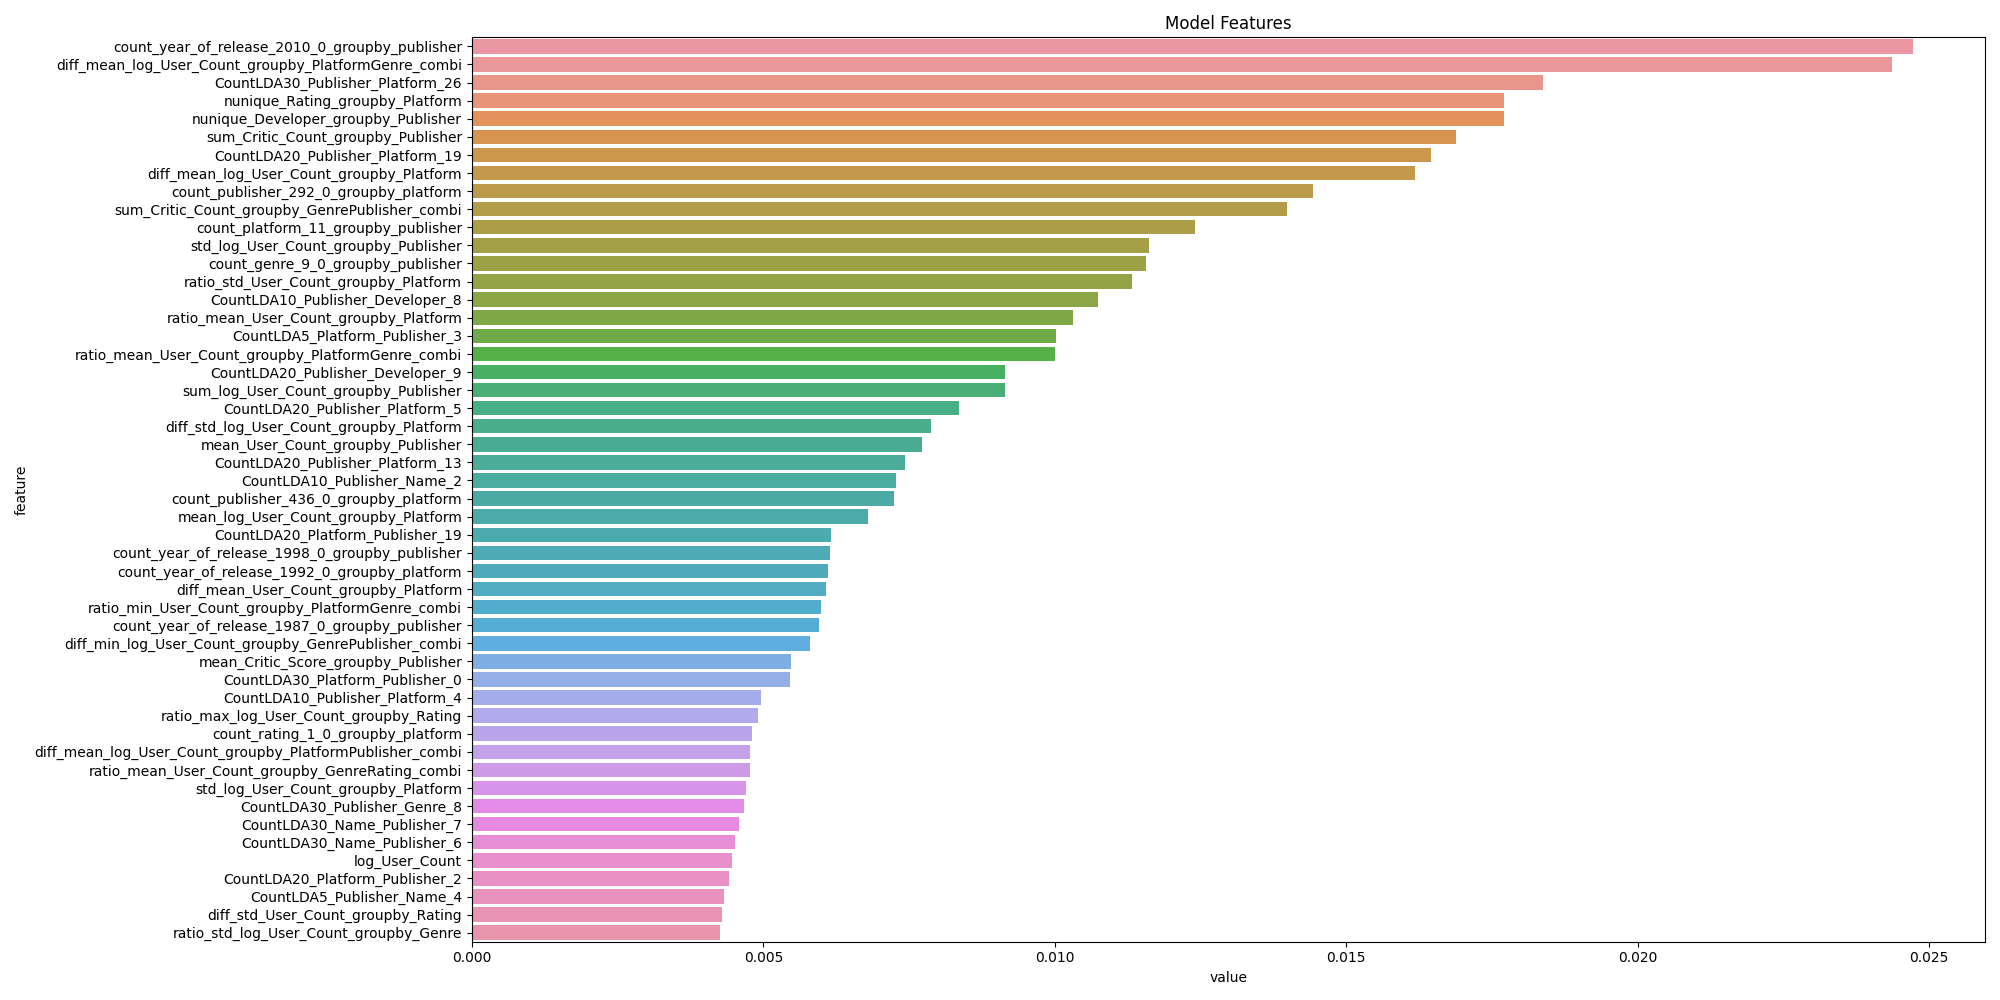 Model Features
feature
count_year_of_release_2010_0_groupby_publisher
diff_mean_log_User_Count_groupby_PlatformGenre_combi
CountLDA30_Publisher_Platform_26
nunique_Rating_groupby_Platform
nunique_Developer_groupby_Publisher
sum_Critic_Count_groupby_Publisher
CountLDA20_Publisher_Platform_19
diff_mean_log_User_Count_groupby_Platform
count_publisher_292_0_groupby_platform
sum_Critic_Count_groupby_GenrePublisher_combi
count_platform_11_groupby_publisher
std_log_User_Count_groupby_Publisher
count_genre_9_0_groupby_publisher
ratio_std_User_Count_groupby_Platform
CountLDA10_Publisher_Developer_8
ratio_mean_User_Count_groupby_Platform
CountLDA5_Platform_Publisher_3
ratio_mean_User_Count_groupby_PlatformGenre_combi
CountLDA20_Publisher_Developer_9
sum_log_User_Count_groupby_Publisher
CountLDA20_Publisher_Platform_5
diff_std_log_User_Count_groupby_Platform
mean_User_Count_groupby_Publisher
CountLDA20_Publisher_Platform_13
CountLDA10_Publisher_Name_2
count_publisher_436_0_groupby_platform
mean_log_User_Count_groupby_Platform
CountLDA20_Platform_Publisher_19
count_year_of_release_1998_0_groupby_publisher
count_year_of_release_1992_0_groupby_platform
diff_mean_User_Count_groupby_Platform
ratio_min_User_Count_groupby_PlatformGenre_combi
count_year_of_release_1987_0_groupby_publisher
diff_min_log_User_Count_groupby_GenrePublisher_combi
mean_Critic_Score_groupby_Publisher
CountLDA30_Platform_Publisher_0
CountLDA10_Publisher_Platform_4
ratio_max_log_User_Count_groupby_Rating
count_rating_1_0_groupby_platform
diff_mean_log_User_Count_groupby_PlatformPublisher_combi
ratio_mean_User_Count_groupby_GenreRating_combi
std_log_User_Count_groupby_Platform
CountLDA30_Publisher_Genre_8
CountLDA30_Name_Publisher_7
CountLDA30_Name_Publisher_6
log_User_Count
CountLDA20_Platform_Publisher_2
CountLDA5_Publisher_Name_4
diff_std_User_Count_groupby_Rating
ratio_std_log_User_Count_groupby_Genre
0.000 0.005 0.010 0.015 0.020 0.025
value